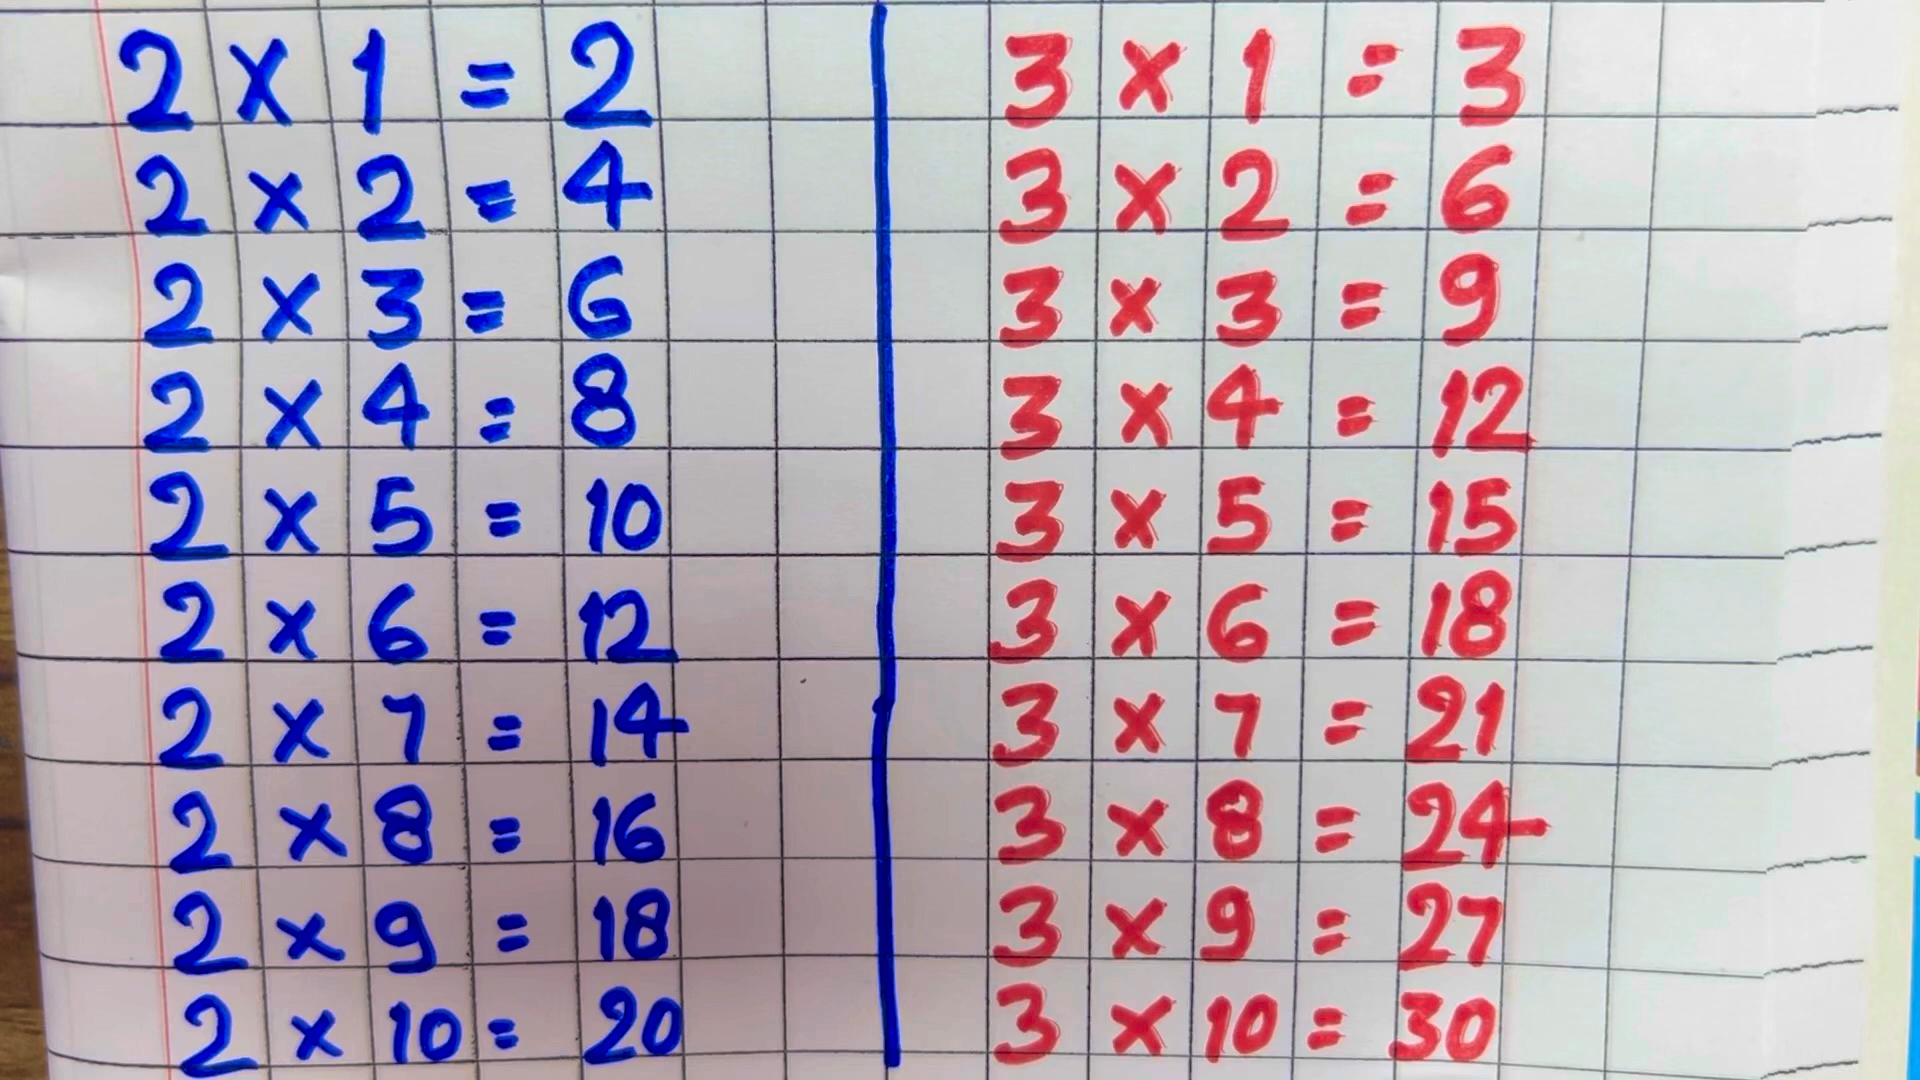 2 × 1 = 2
2 × 2 = 4
2 × 3 = 6
2 × 4 = 8
2 × 5 = 10
2 × 6 = 12
2 × 7 = 14
2 × 8 = 16
2 × 9 = 18
2 × 10 = 20
3 × 1 = 3
3 × 2 = 6
3 × 3 = 9
3 × 4 = 12
3 × 5 = 15
3 × 6 = 18
3 × 7 = 21
3 × 8 = 24
3 × 9 = 27
3 × 10 = 30